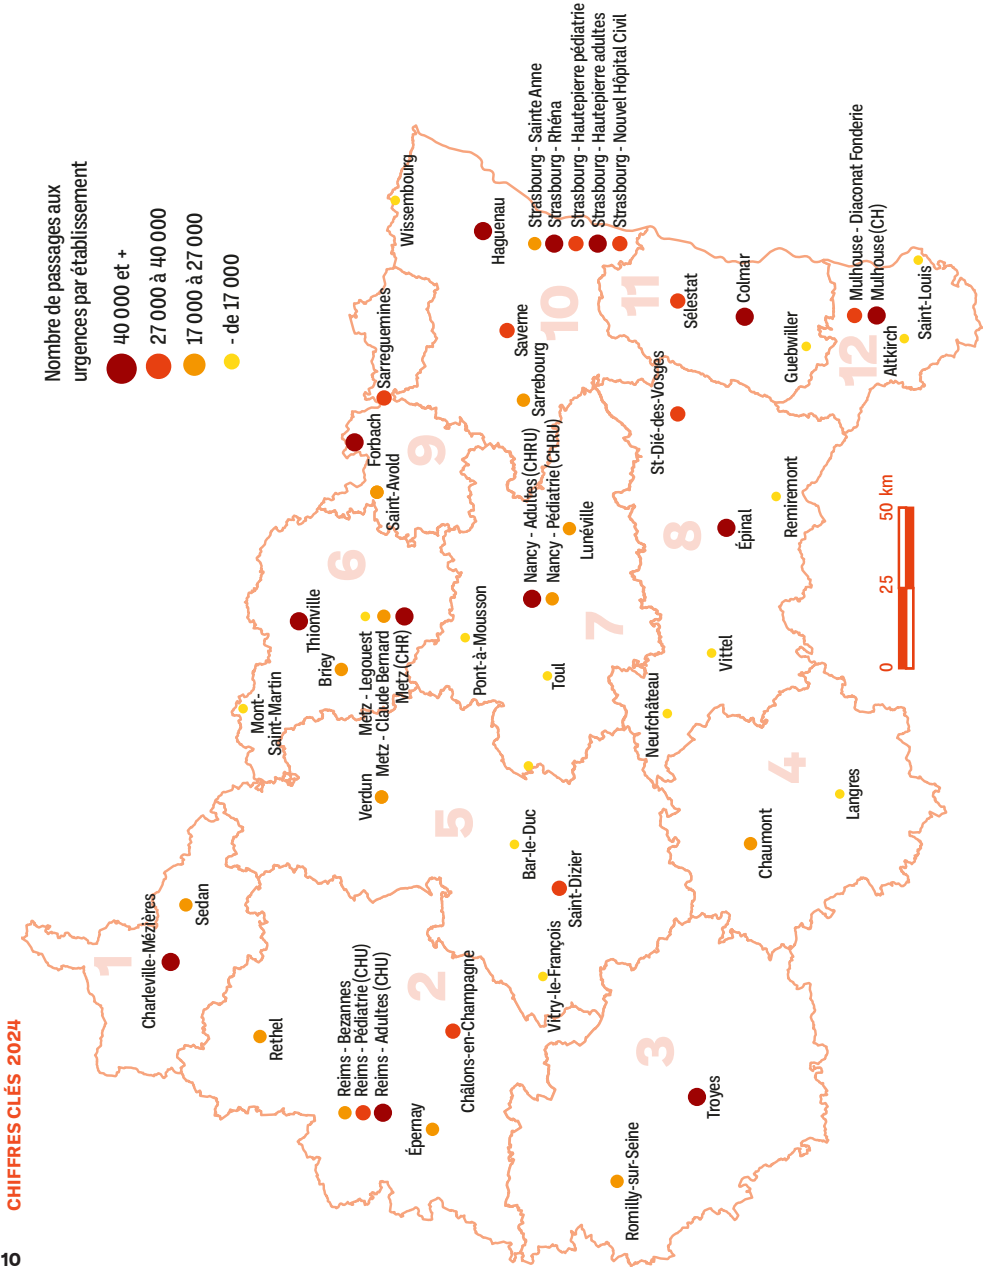 CHIFFRES CLÉS 2024
Nombre de passages aux
urgences par établissement
40 000 et +
27 000 à 40 000
17 000 à 27 000
- de 17 000
1
Charleville-Mézières
Sedan
Rethel
2
Reims - Bezannes
Reims - Pédiatrie (CHU)
Reims - Adultes (CHU)
Épernay
Châlons-en-Champagne
3
Romilly-sur-Seine
Troyes
4
Chaumont
Langres
5
Verdun
Bar-le-Duc
Saint-Dizier
Vitry-le-François
6
Mont-
Saint-Martin
Briey
Thionville
Metz - Legouest
Metz - Claude Bernard
Metz (CHR)
7
Pont-à-Mousson
Toul
Nancy - Adultes (CHRU)
Nancy - Pédiatrie (CHRU)
Lunéville
8
Neufchâteau
Vittel
Épinal
Remiremont
St-Dié-des-Vosges
9
Forbach
Saint-Avold
Sarreguemines
10
Wissembourg
Haguenau
Saverne
Sarrebourg
Strasbourg - Sainte Anne
Strasbourg - Rhéna
Strasbourg - Hautepierre pédiatrie
Strasbourg - Hautepierre adultes
Strasbourg - Nouvel Hôpital Civil
11
Sélestat
Colmar
Guebwiller
12
Mulhouse - Diaconat Fonderie
Mulhouse (CH)
Altkirch
Saint-Louis
0 25 50 km
10